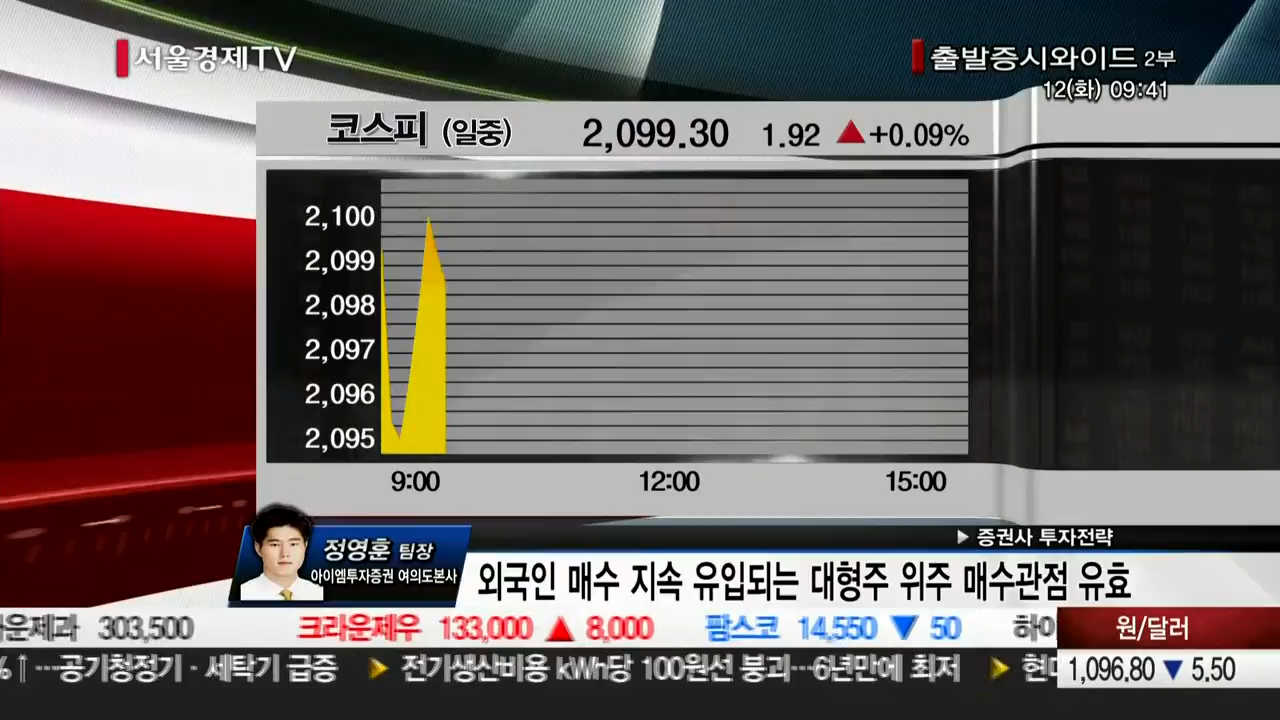 서울경제TV
출발증시와이드 2부
12(화) 09:41
코스피 (일중) 2,099.30 1.92 ▲+0.09%
2,100
2,099
2,098
2,097
2,096
2,095
9:00 12:00 15:00
▶ 증권사 투자전략
정영훈 팀장
아이엠투자증권 여의도본사
외국인 매수 지속 유입되는 대형주 위주 매수관점 유효
라운제과 303,500 크라운제우 133,000 ▲ 8,000 팜스코 14,550 ▼ 50 하이
원/달러
%↑…공기청정기·세탁기 급증 ▶ 전기생산비용 kWh당 100원선 붕괴…6년만에 최저 ▶ 현대
1,096.80 ▼ 5.50